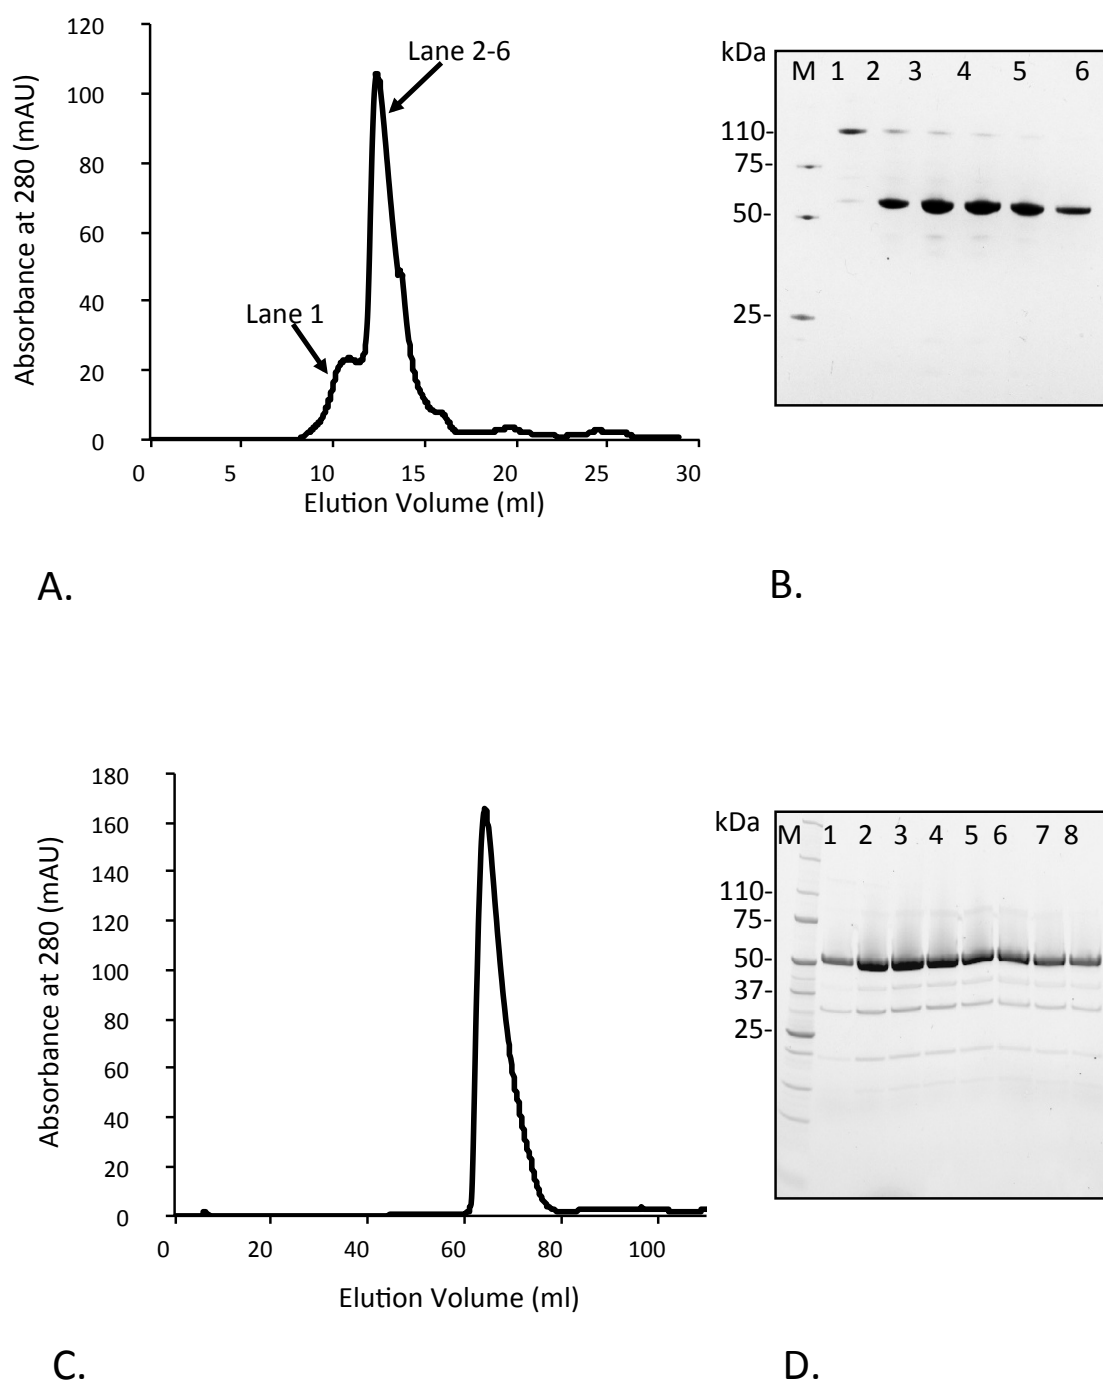 120
100
80
60
40
20
0
Absorbance at 280 (mAU)
Lane 2-6
Lane 1
0 5 10 15 20 25 30
Elution Volume (ml)
A.
kDa
M 1 2 3 4 5 6
110-
75-
50-
25-
B.
180
160
140
120
100
80
60
40
20
0
Absorbance at 280 (mAU)
0 20 40 60 80 100
Elution Volume (ml)
C.
kDa
M 1 2 3 4 5 6 7 8
110-
75-
50-
37-
25-
D.